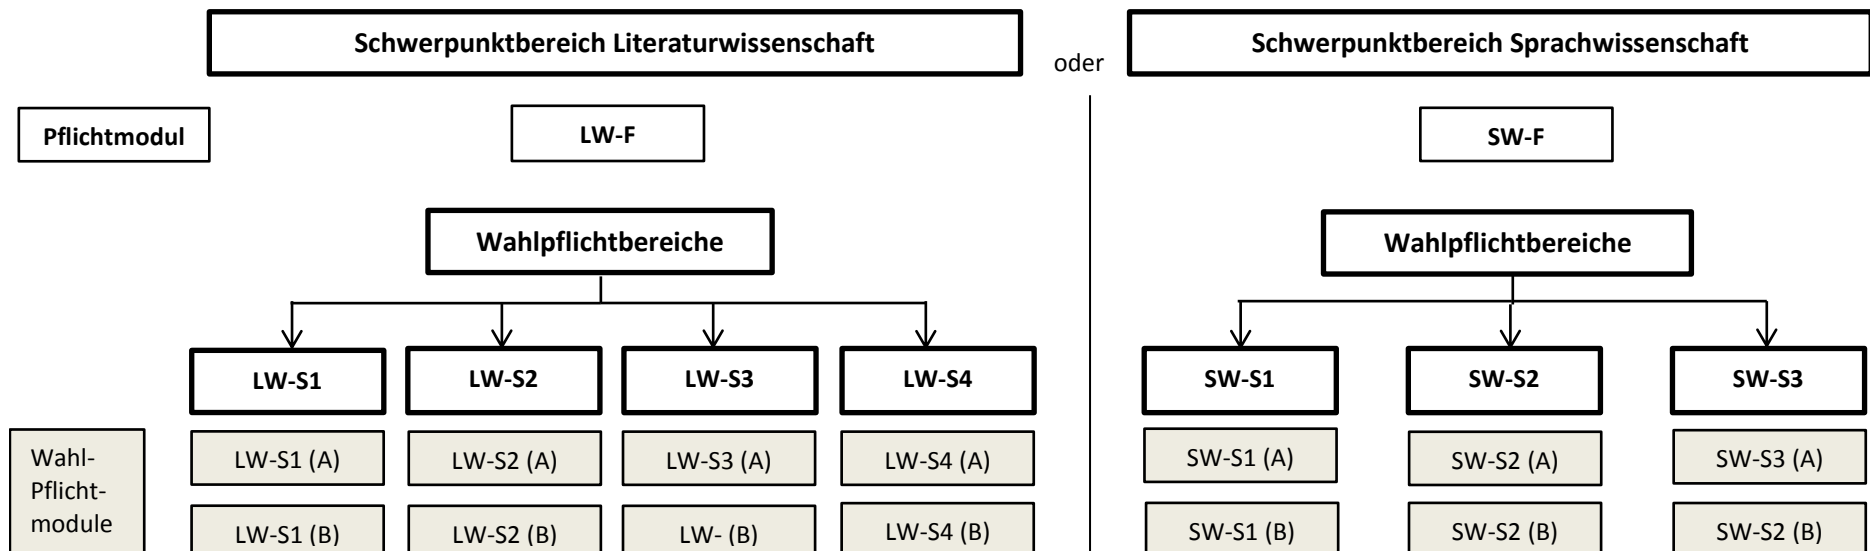 Schwerpunktbereich Literaturwissenschaft
oder
Schwerpunktbereich Sprachwissenschaft
Pflichtmodul
LW-F
SW-F
Wahlpflichtbereiche
Wahlpflichtbereiche
LW-S1
LW-S2
LW-S3
LW-S4
SW-S1
SW-S2
SW-S3
Wahl-
Pflicht-
module
LW-S1 (A)
LW-S2 (A)
LW-S3 (A)
LW-S4 (A)
SW-S1 (A)
SW-S2 (A)
SW-S3 (A)
LW-S1 (B)
LW-S2 (B)
LW- (B)
LW-S4 (B)
SW-S1 (B)
SW-S2 (B)
SW-S2 (B)